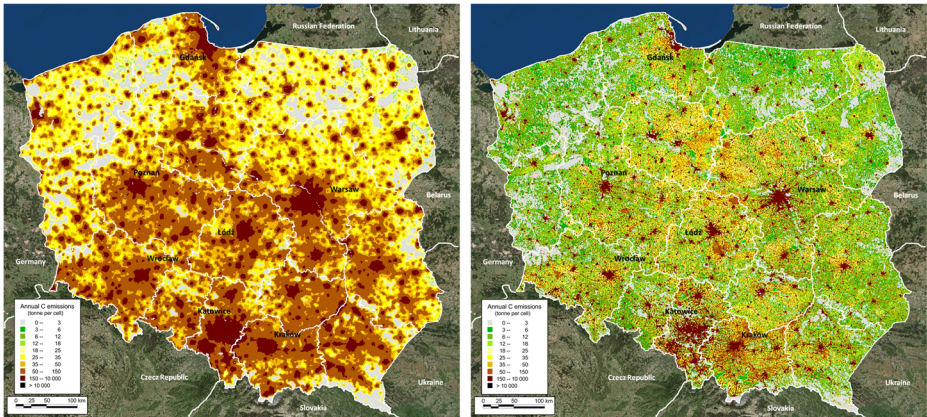 Russian Federation
Lithuania
Gdańsk
Poznan
Warsaw
Belarus
Łódź
Germany
Wrocław
Katowice
Kraków
Czecz Republic
Ukraine
Slovakia
Annual C emissions
(tonne per cell)
0 – 3
3 – 6
6 – 12
12 – 18
18 – 25
25 – 35
35 – 50
50 – 150
150 – 10 000
> 10 000
0 25 50 100 km
Russian Federation
Lithuania
Gdańsk
Poznan
Warsaw
Belarus
Łódź
Germany
Wrocław
Katowice
Kraków
Czecz Republic
Ukraine
Slovakia
Annual C emissions
(tonne per cell)
0 – 3
3 – 6
6 – 12
12 – 18
18 – 25
25 – 35
35 – 50
50 – 150
150 – 10 000
> 10 000
0 25 50 100 km